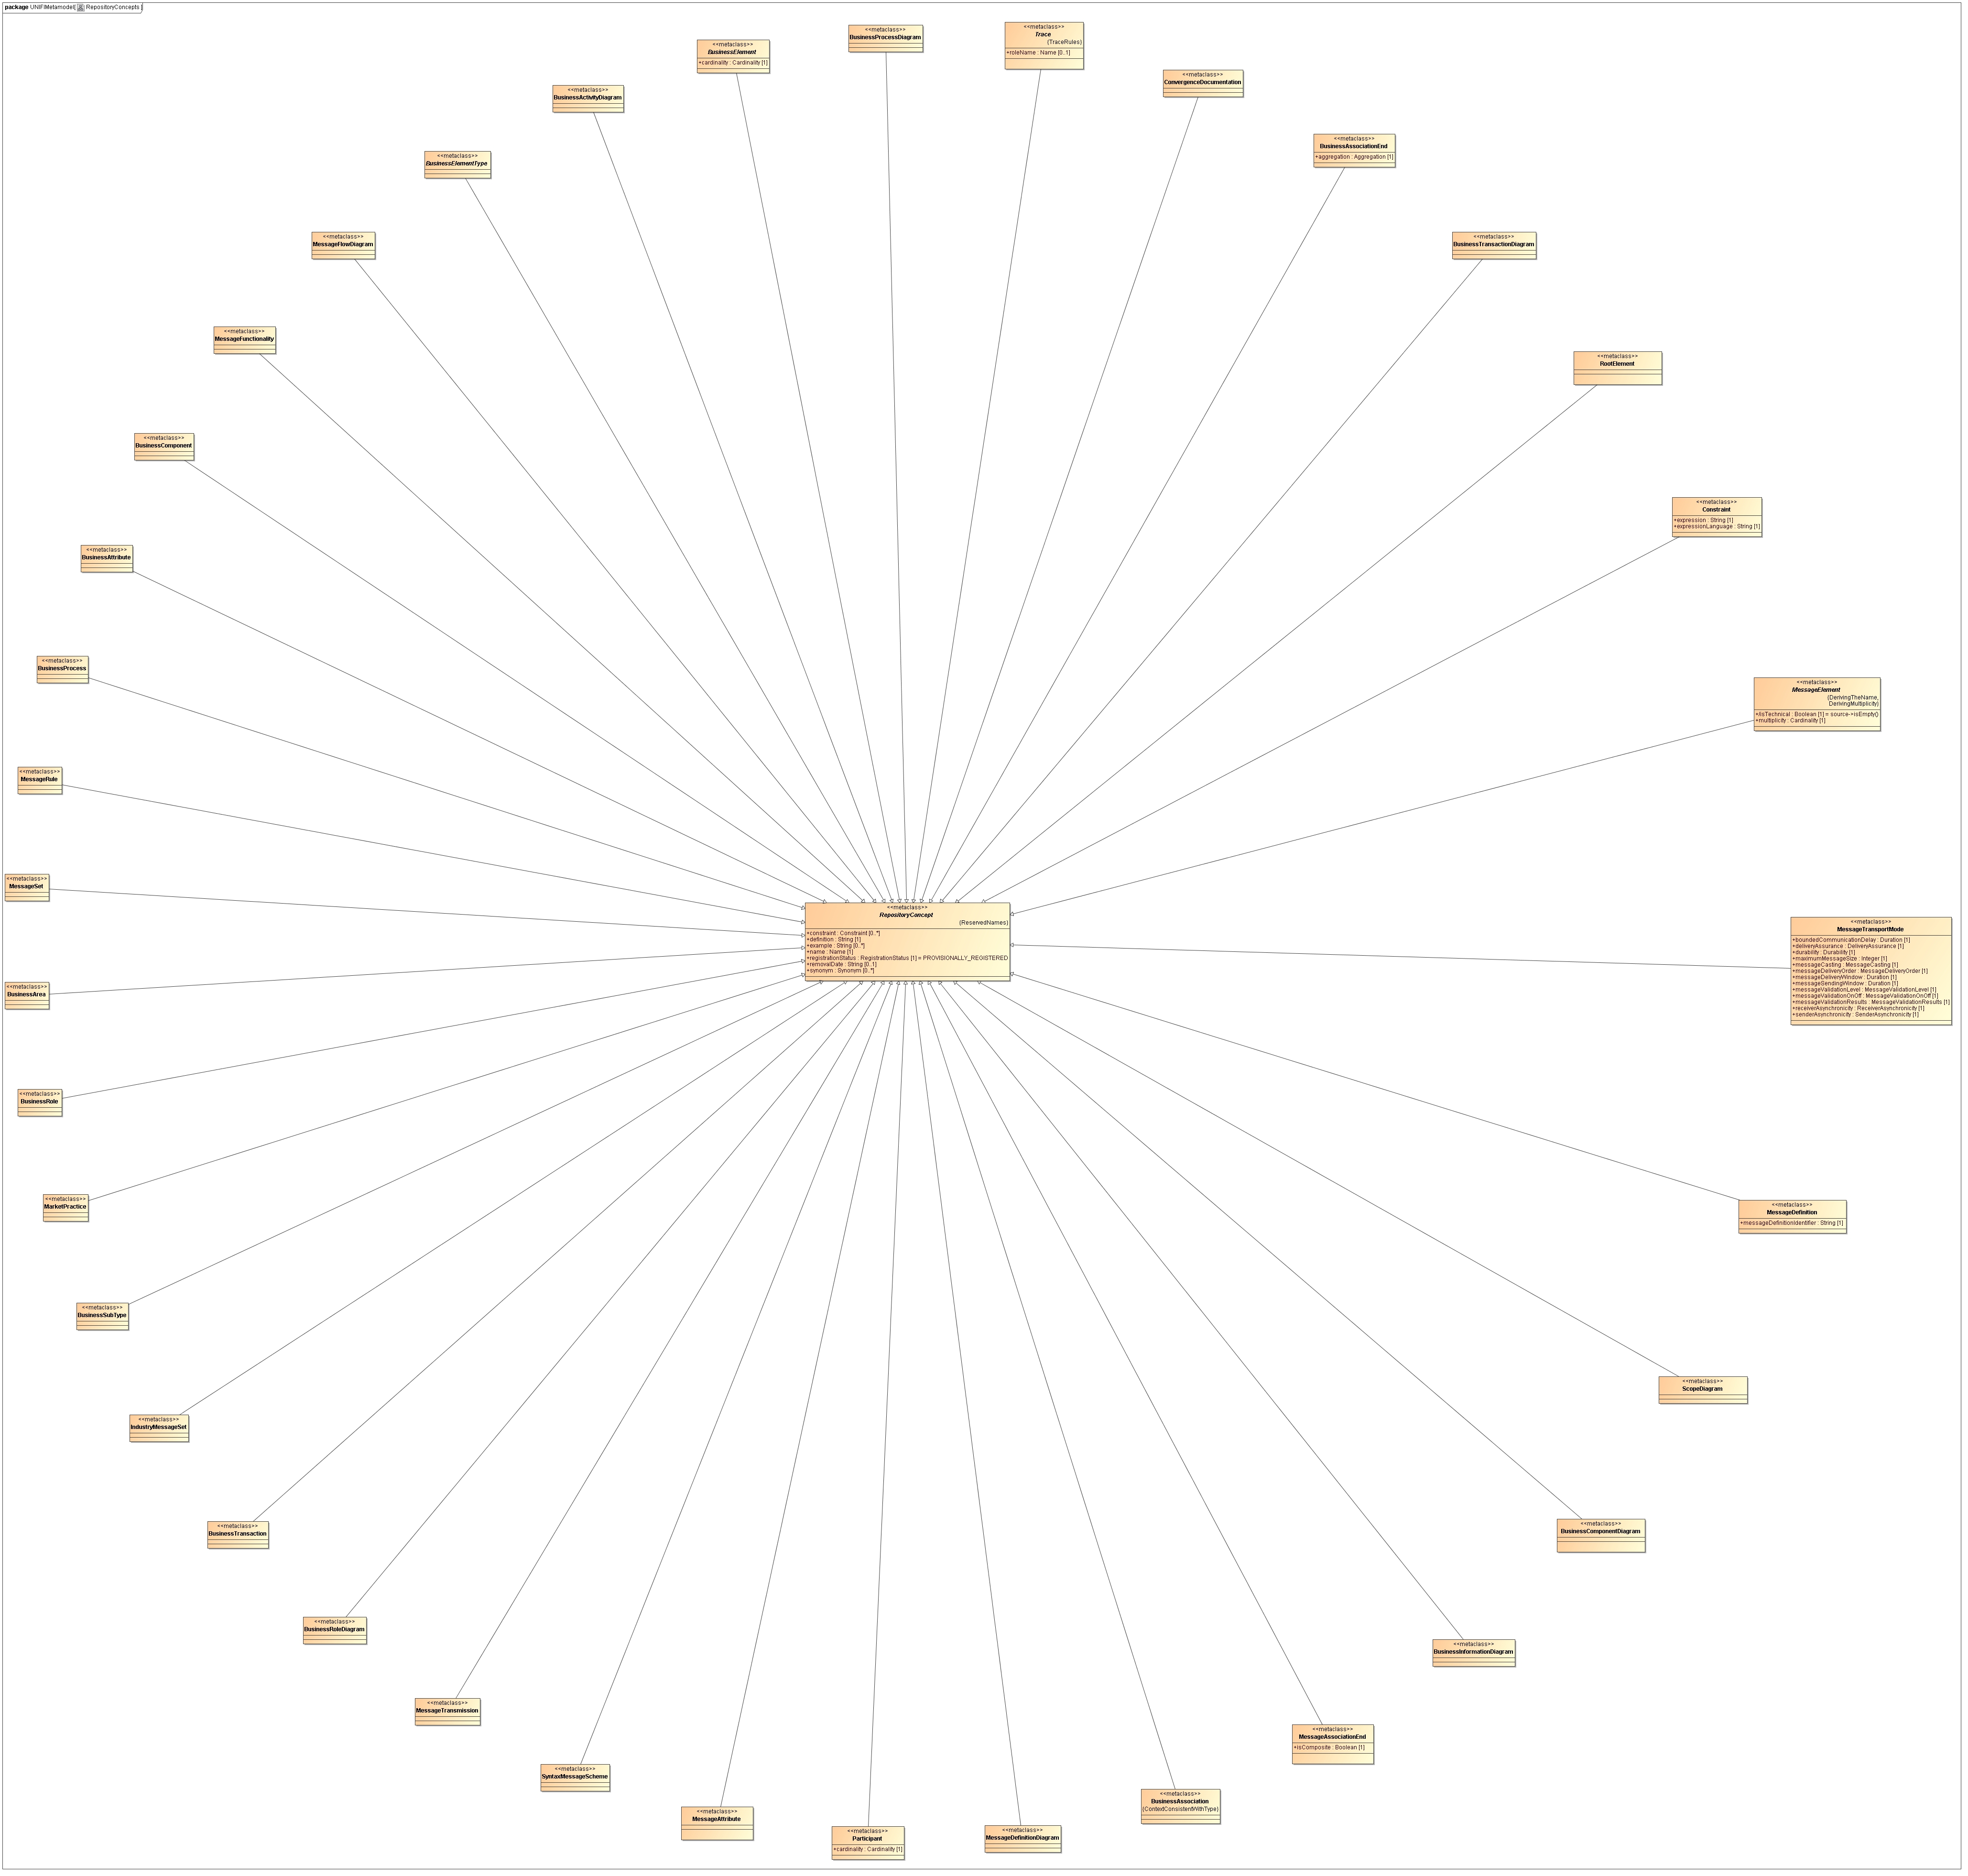 package UNIFIMetamodel[ RepositoryConcepts ]
<<metaclass>>
Trace
{TraceRules}
+roleName : Name [0..1]
<<metaclass>>
BusinessProcessDiagram
<<metaclass>>
BusinessElement
+cardinality : Cardinality [1]
<<metaclass>>
ConvergenceDocumentation
<<metaclass>>
BusinessActivityDiagram
<<metaclass>>
BusinessAssociationEnd
+aggregation : Aggregation [1]
<<metaclass>>
BusinessElementType
<<metaclass>>
MessageFlowDiagram
<<metaclass>>
BusinessTransactionDiagram
<<metaclass>>
MessageFunctionality
<<metaclass>>
RootElement
<<metaclass>>
BusinessComponent
<<metaclass>>
Constraint
+expression : String [1]
+expressionLanguage : String [1]
<<metaclass>>
BusinessAttribute
<<metaclass>>
BusinessProcess
<<metaclass>>
MessageElement
{DerivingTheName,
DerivingMultiplicity}
+/isTechnical : Boolean [1] = source->isEmpty()
+multiplicity : Cardinality [1]
<<metaclass>>
MessageRule
<<metaclass>>
MessageSet
<<metaclass>>
RepositoryConcept
{ReservedNames}
+constraint : Constraint [0..*]
+definition : String [1]
+example : String [0..*]
+name : Name [1]
+registrationStatus : RegistrationStatus [1] = PROVISIONALLY_REGISTERED
+removalDate : String [0..1]
+synonym : Synonym [0..*]
<<metaclass>>
MessageTransportMode
+boundedCommunicationDelay : Duration [1]
+deliveryAssurance : DeliveryAssurance [1]
+durability : Durability [1]
+maximumMessageSize : Integer [1]
+messageCasting : MessageCasting [1]
+messageDeliveryOrder : MessageDeliveryOrder [1]
+messageDeliveryWindow : Duration [1]
+messageSendingWindow : Duration [1]
+messageValidationLevel : MessageValidationLevel [1]
+messageValidationOnOff : MessageValidationOnOff [1]
+messageValidationResults : MessageValidationResults [1]
+receiverAsynchronicity : ReceiverAsynchronicity [1]
+senderAsynchronicity : SenderAsynchronicity [1]
<<metaclass>>
BusinessArea
<<metaclass>>
BusinessRole
<<metaclass>>
MarketPractice
<<metaclass>>
MessageDefinition
+messageDefinitionIdentifier : String [1]
<<metaclass>>
BusinessSubType
<<metaclass>>
ScopeDiagram
<<metaclass>>
IndustryMessageSet
<<metaclass>>
BusinessTransaction
<<metaclass>>
BusinessComponentDiagram
<<metaclass>>
BusinessRoleDiagram
<<metaclass>>
BusinessInformationDiagram
<<metaclass>>
MessageTransmission
<<metaclass>>
MessageAssociationEnd
+isComposite : Boolean [1]
<<metaclass>>
SyntaxMessageScheme
<<metaclass>>
BusinessAssociation
{ContextConsistentWithType}
<<metaclass>>
MessageAttribute
<<metaclass>>
Participant
+cardinality : Cardinality [1]
<<metaclass>>
MessageDefinitionDiagram